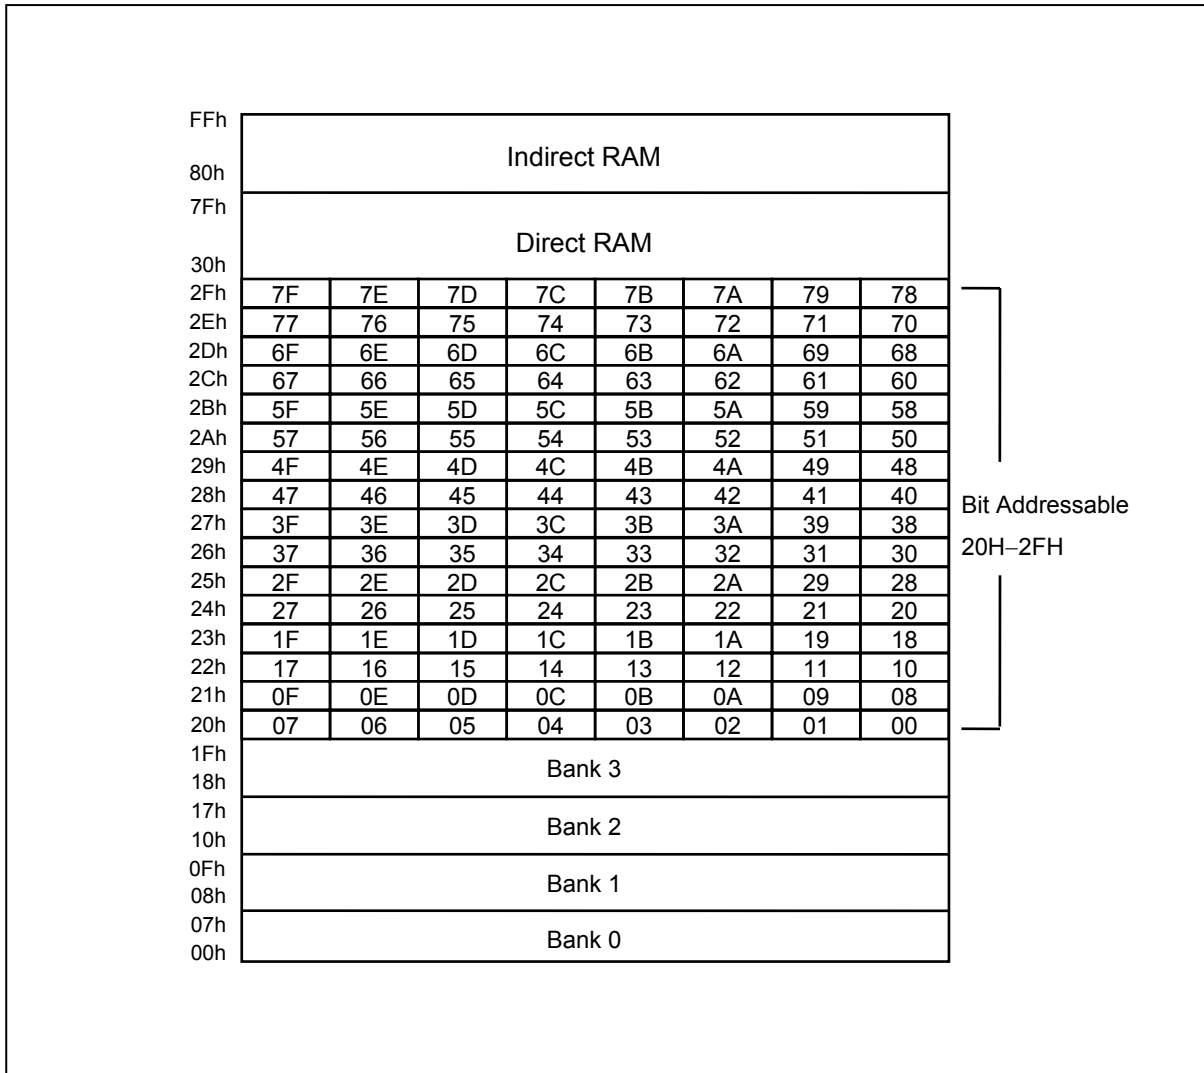 FFh
Indirect RAM
80h
7Fh
Direct RAM
30h
2Fh 7F 7E 7D 7C 7B 7A 79 78
2Eh 77 76 75 74 73 72 71 70
2Dh 6F 6E 6D 6C 6B 6A 69 68
2Ch 67 66 65 64 63 62 61 60
2Bh 5F 5E 5D 5C 5B 5A 59 58
2Ah 57 56 55 54 53 52 51 50
29h 4F 4E 4D 4C 4B 4A 49 48
28h 47 46 45 44 43 42 41 40
27h 3F 3E 3D 3C 3B 3A 39 38
26h 37 36 35 34 33 32 31 30
25h 2F 2E 2D 2C 2B 2A 29 28
24h 27 26 25 24 23 22 21 20
23h 1F 1E 1D 1C 1B 1A 19 18
22h 17 16 15 14 13 12 11 10
21h 0F 0E 0D 0C 0B 0A 09 08
20h 07 06 05 04 03 02 01 00
Bit Addressable
20H–2FH
1Fh
Bank 3
18h
17h
Bank 2
10h
0Fh
Bank 1
08h
07h
Bank 0
00h